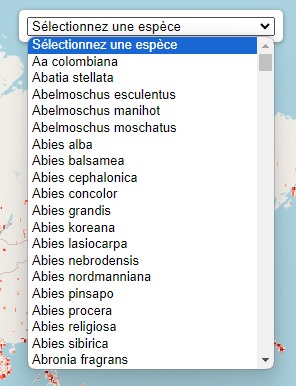 Sélectionnez une espèce
Sélectionnez une espèce
Aa colombiana
Abatia stellata
Abelmoschus esculentus
Abelmoschus manihot
Abelmoschus moschatus
Abies alba
Abies balsamea
Abies cephalonica
Abies concolor
Abies grandis
Abies koreana
Abies lasiocarpa
Abies nebrodensis
Abies nordmanniana
Abies pinsapo
Abies procera
Abies religiosa
Abies sibirica
Abronia fragrans